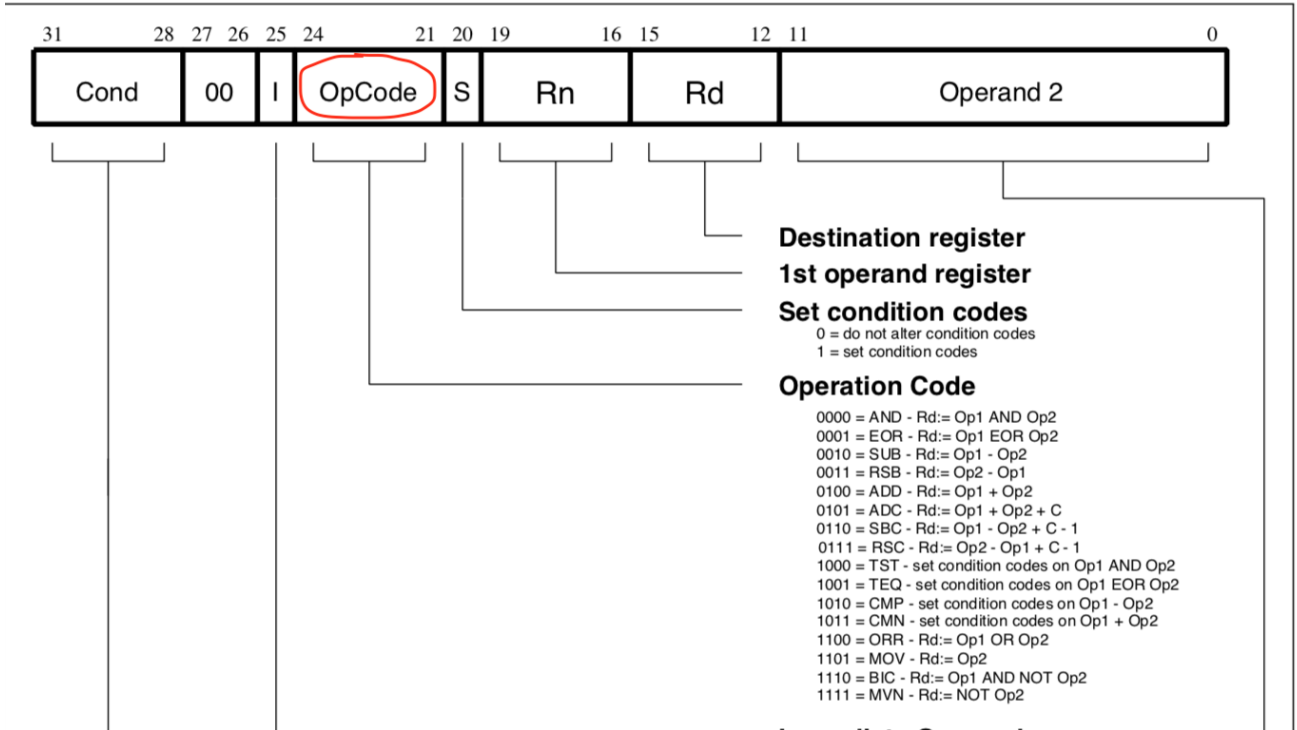 31 28 27 26 25 24 21 20 19 16 15 12 11 0
Cond 00 I OpCode S Rn Rd Operand 2
Destination register
1st operand register
Set condition codes
0 = do not alter condition codes
1 = set condition codes
Operation Code
0000 = AND - Rd:= Op1 AND Op2
0001 = EOR - Rd:= Op1 EOR Op2
0010 = SUB - Rd:= Op1 - Op2
0011 = RSB - Rd:= Op2 - Op1
0100 = ADD - Rd:= Op1 + Op2
0101 = ADC - Rd:= Op1 + Op2 + C
0110 = SBC - Rd:= Op1 - Op2 + C - 1
0111 = RSC - Rd:= Op2 - Op1 + C - 1
1000 = TST - set condition codes on Op1 AND Op2
1001 = TEQ - set condition codes on Op1 EOR Op2
1010 = CMP - set condition codes on Op1 - Op2
1011 = CMN - set condition codes on Op1 + Op2
1100 = ORR - Rd:= Op1 OR Op2
1101 = MOV - Rd:= Op2
1110 = BIC - Rd:= Op1 AND NOT Op2
1111 = MVN - Rd:= NOT Op2